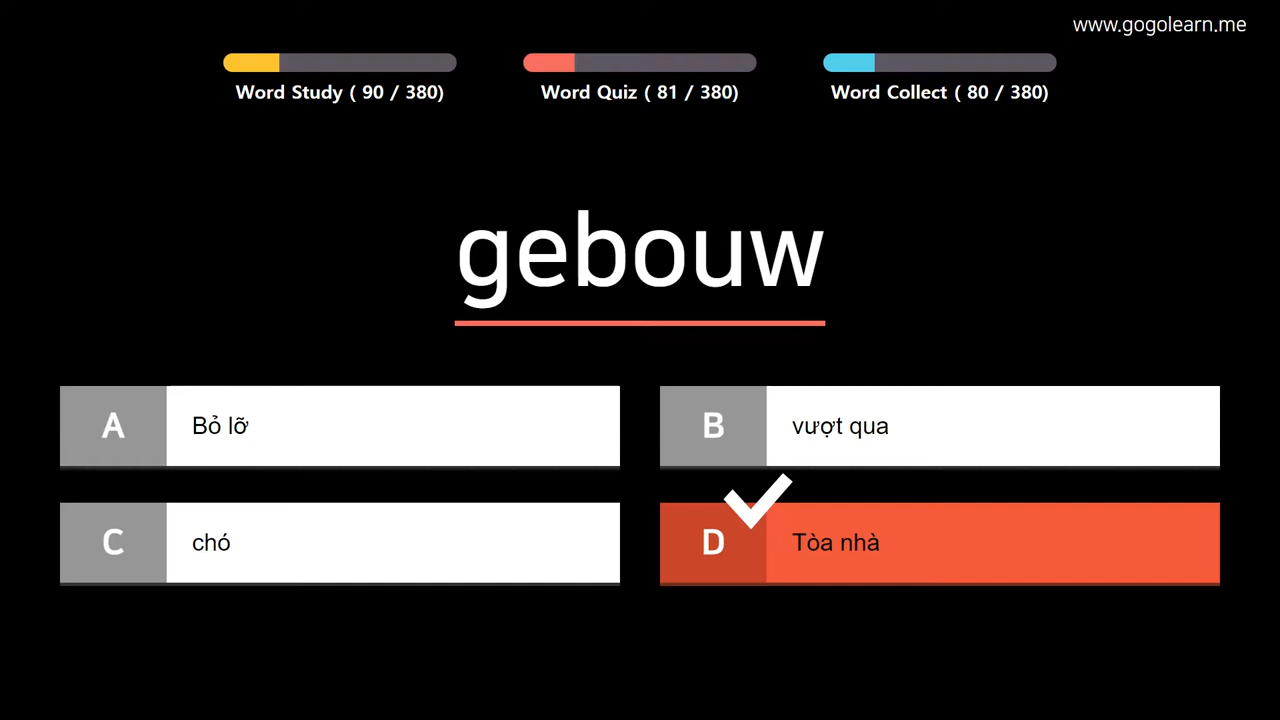 www.gogolearn.me
Word Study ( 90 / 380)
Word Quiz ( 81 / 380)
Word Collect ( 80 / 380)
gebouw
A
Bỏ lỡ
B
vượt qua
C
chó
D
Tòa nhà